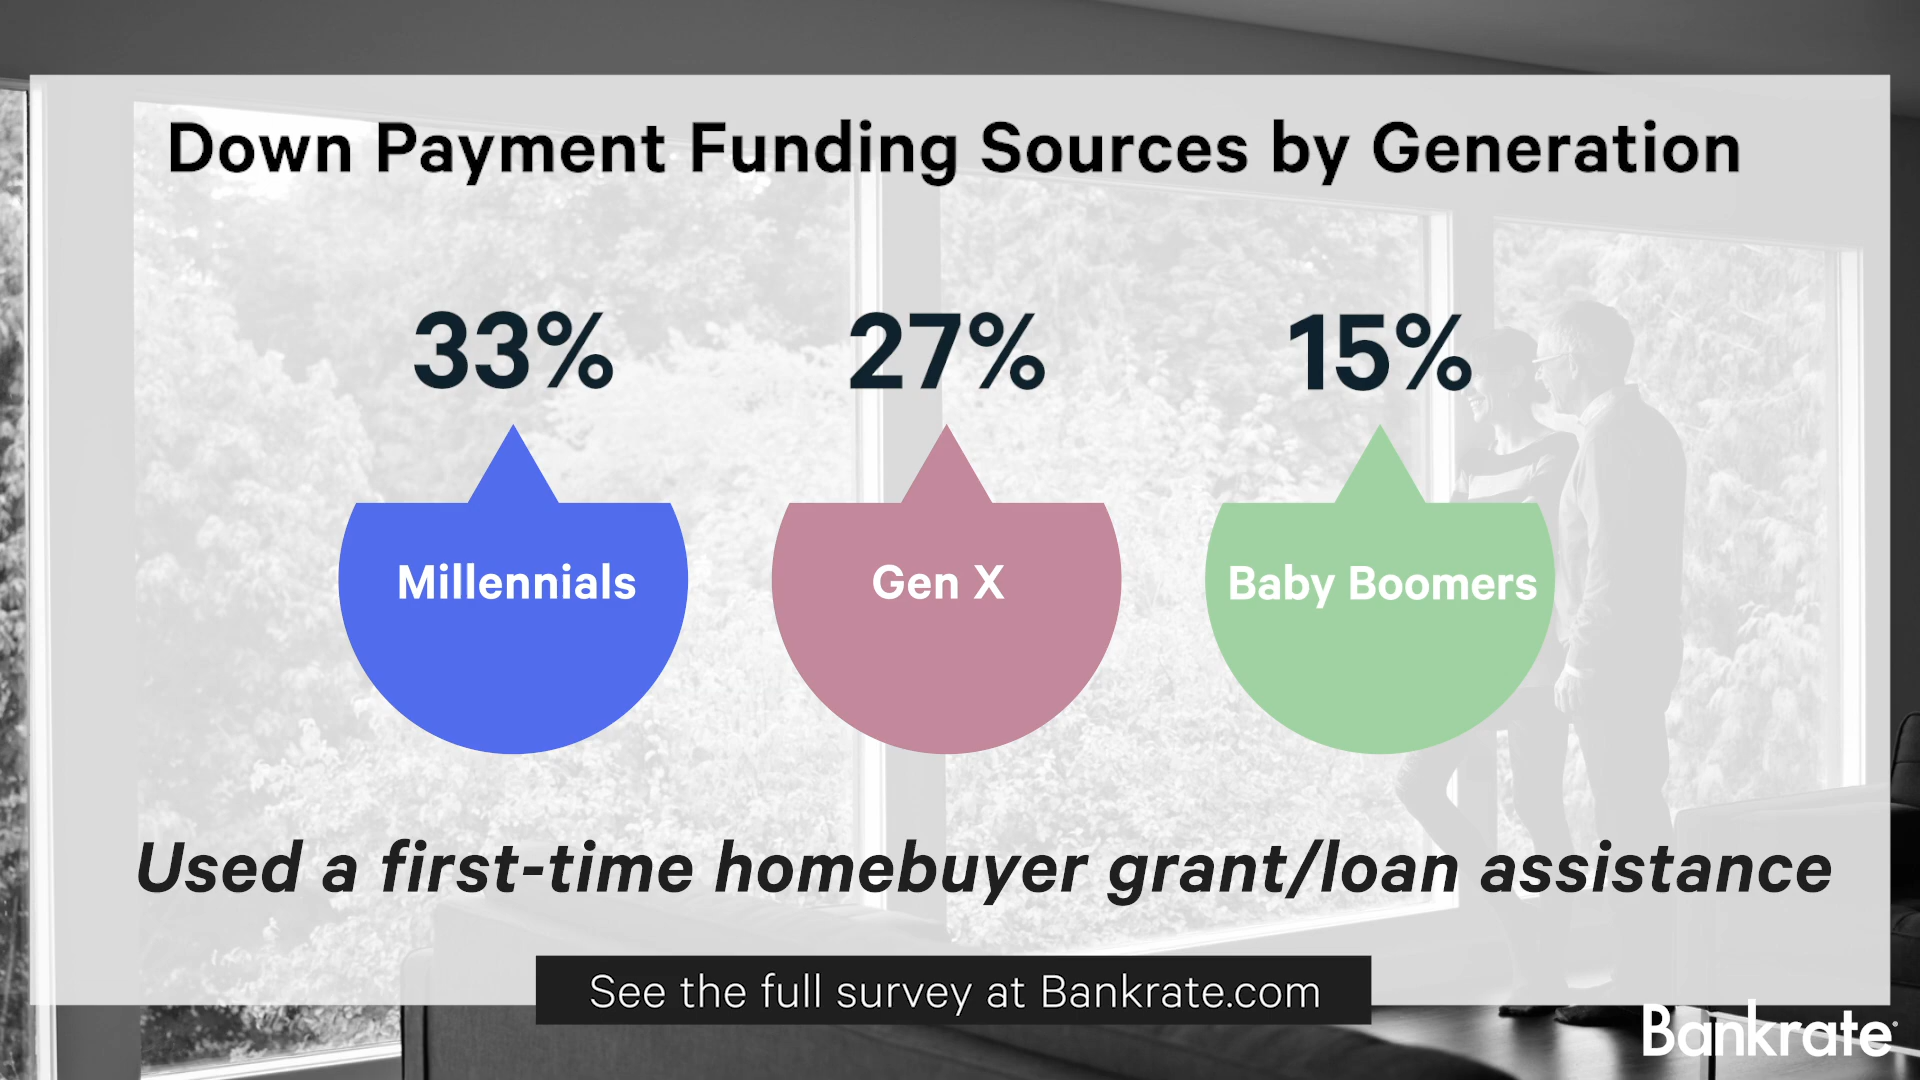 Down Payment Funding Sources by Generation
33%
27%
15%
Millennials
Gen X
Baby Boomers
Used a first-time homebuyer grant/loan assistance
See the full survey at Bankrate.com
Bankrate